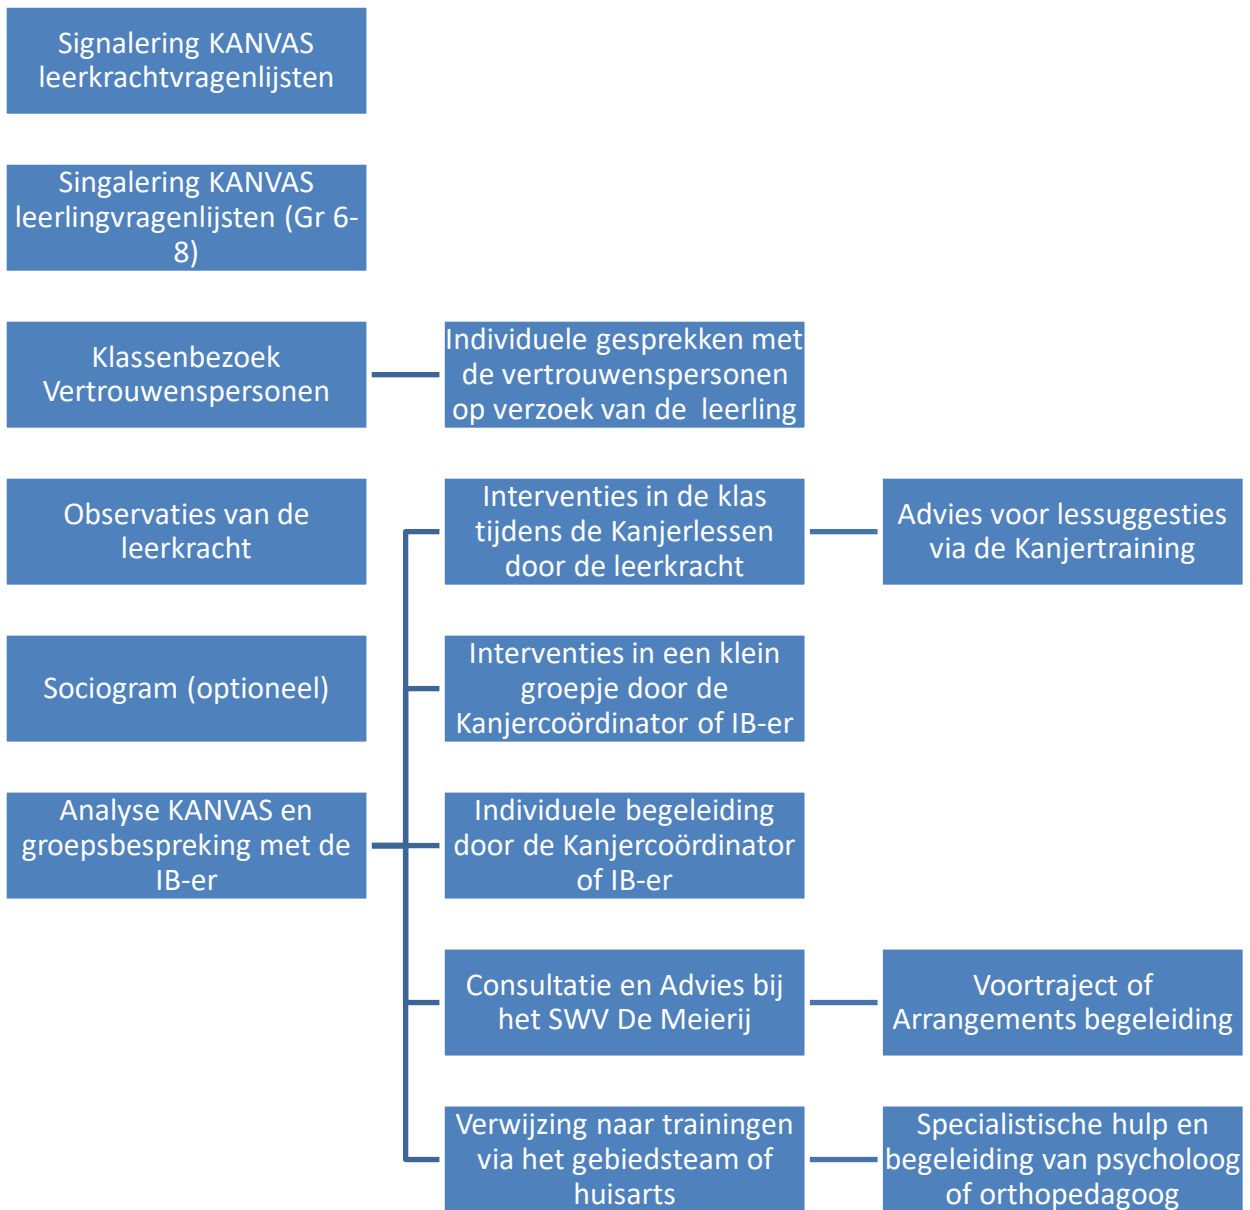 Signalering KANVAS
leerkrachtvragenlijsten
Singalering KANVAS
leerlingvragenlijsten (Gr 6-
8)
Klassenbezoek
Vertrouwenspersonen
Individuele gesprekken met
de vertrouwenspersonen
op verzoek van de leerling
Observaties van de
leerkracht
Interventies in de klas
tijdens de Kanjerlessen
door de leerkracht
Advies voor lessuggesties
via de Kanjertraining
Sociogram (optioneel)
Interventies in een klein
groepje door de
Kanjercoördinator of IB-er
Analyse KANVAS en
groepsbespreking met de
IB-er
Individuele begeleiding
door de Kanjercoördinator
of IB-er
Consultatie en Advies bij
het SWV De Meierij
Voortraject of
Arrangements begeleiding
Verwijzing naar trainingen
via het gebiedsteam of
huisarts
Specialistische hulp en
begeleiding van psycholoog
of orthopedagoog